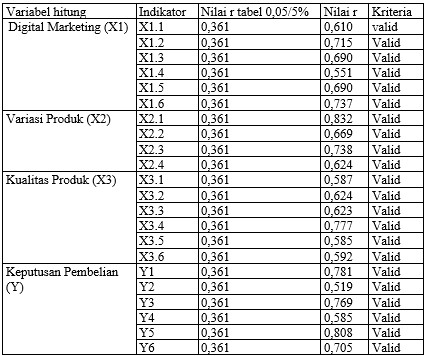 Variabel hitung Indikator Nilai r tabel 0,05/5% Nilai r Kriteria
Digital Marketing (X1) X1.1 0,361 0,610 valid
X1.2 0,361 0,715 Valid
X1.3 0,361 0,690 Valid
X1.4 0,361 0,551 Valid
X1.5 0,361 0,690 Valid
X1.6 0,361 0,737 Valid
Variasi Produk (X2) X2.1 0,361 0,832 Valid
X2.2 0,361 0,669 Valid
X2.3 0,361 0,738 Valid
X2.4 0,361 0,624 Valid
Kualitas Produk (X3) X3.1 0,361 0,587 Valid
X3.2 0,361 0,624 Valid
X3.3 0,361 0,623 Valid
X3.4 0,361 0,777 Valid
X3.5 0,361 0,585 Valid
X3.6 0,361 0,592 Valid
Keputusan Pembelian Y1 0,361 0,781 Valid
(Y) Y2 0,361 0,519 Valid
Y3 0,361 0,769 Valid
Y4 0,361 0,585 Valid
Y5 0,361 0,808 Valid
Y6 0,361 0,705 Valid